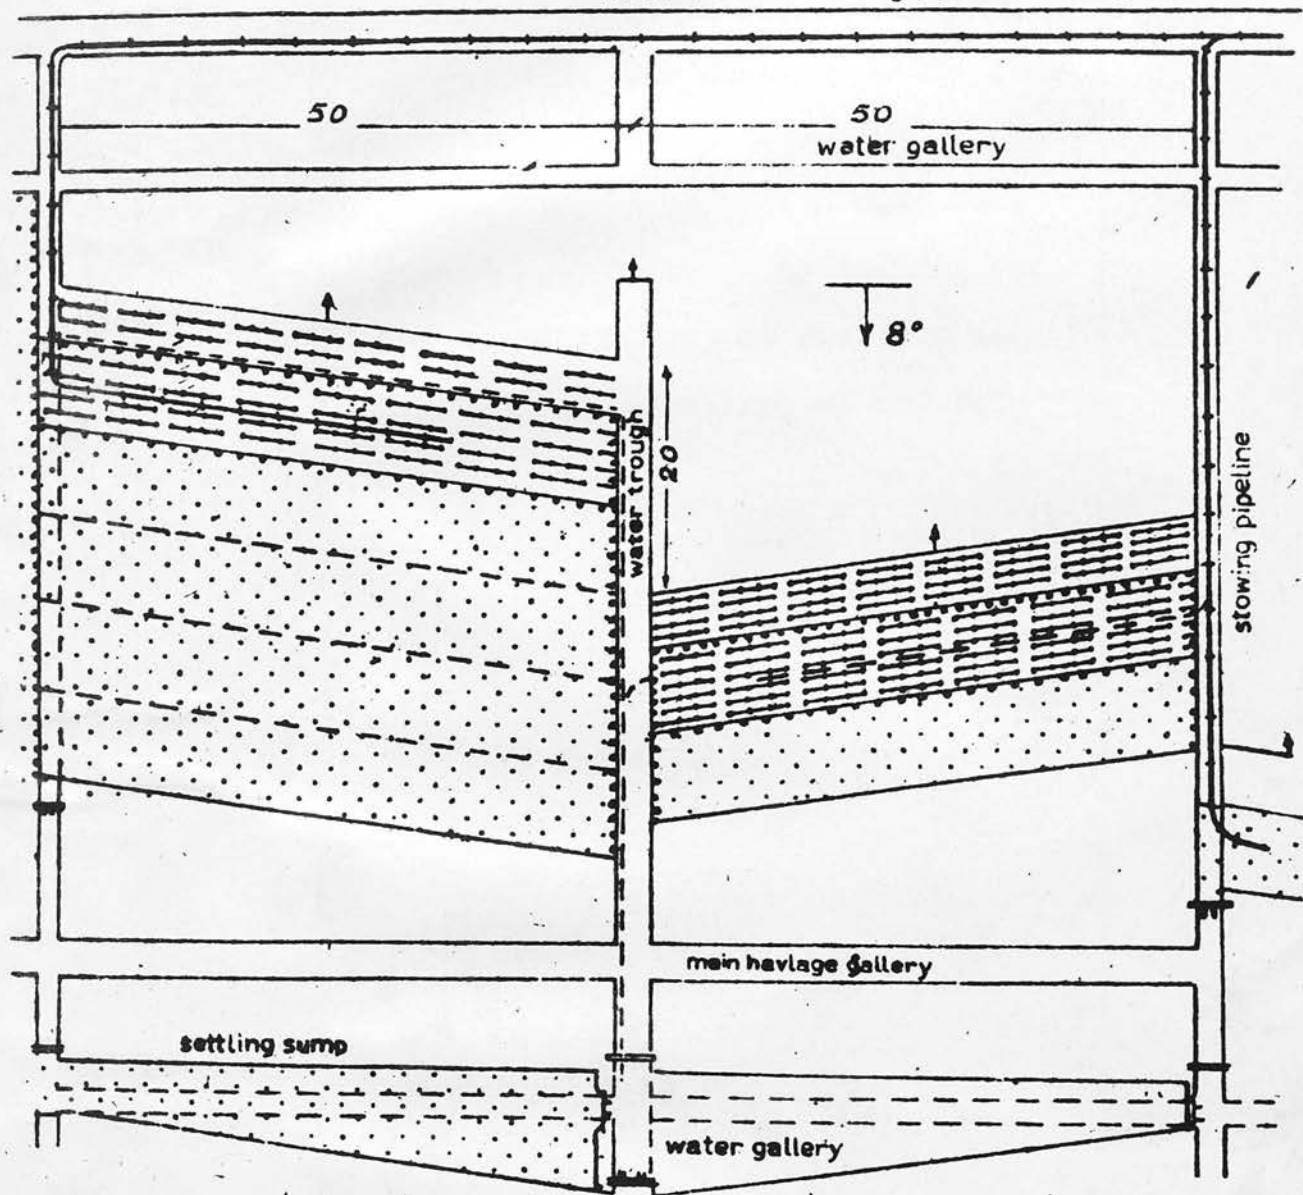 50
50
water gallery
8°
water trough
20
stowing pipeline
main havlage gallery
settling sump
water gallery